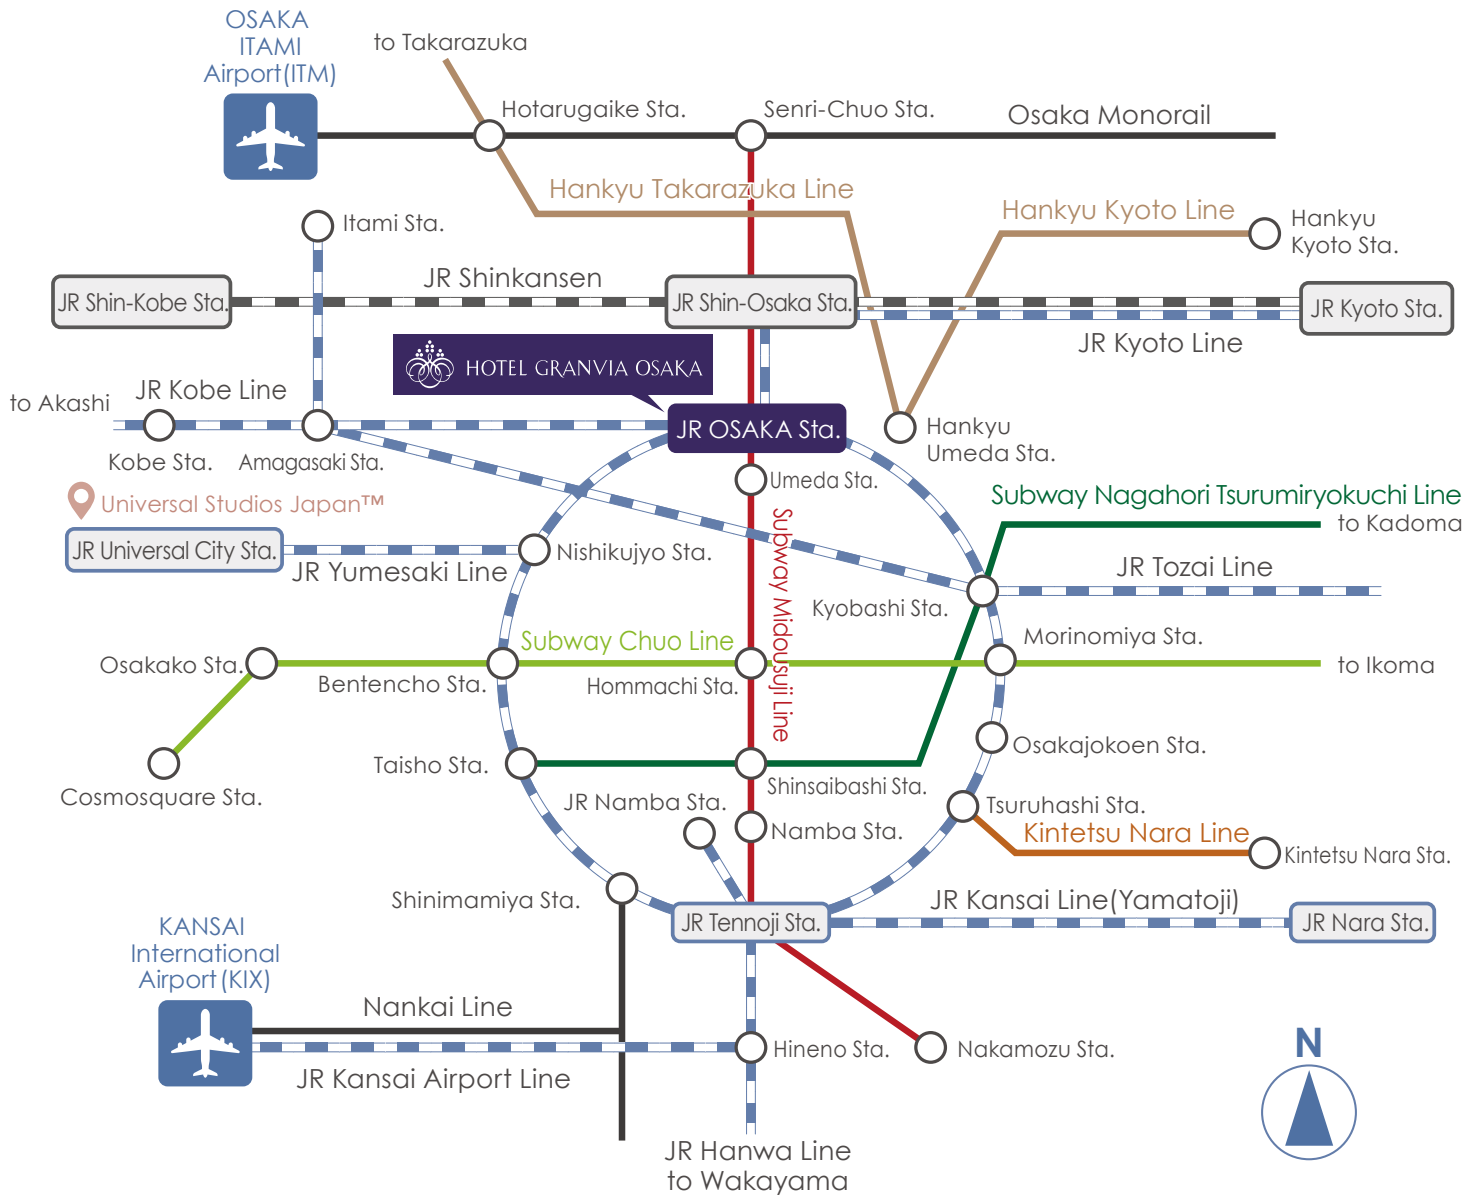 OSAKA
ITAMI
Airport(ITM)
to Takarazuka
Hotarugaike Sta.
Senri-Chuo Sta.
Osaka Monorail
Hankyu Takarazuka Line
Hankyu Kyoto Line
Hankyu
Kyoto Sta.
Itami Sta.
JR Shinkansen
JR Shin-Kobe Sta.
JR Shin-Osaka Sta.
JR Kyoto Sta.
JR Kyoto Line
HOTEL GRANVIA OSAKA
JR Kobe Line
to Akashi
JR OSAKA Sta.
Hankyu
Umeda Sta.
Kobe Sta.
Amagasaki Sta.
Umeda Sta.
Universal Studios Japan™
Subway Nagahori Tsurumiryokuchi Line
to Kadoma
JR Universal City Sta.
Nishikujyo Sta.
JR Yumesaki Line
JR Tozai Line
Kyobashi Sta.
Subway Midousuji Line
Subway Chuo Line
Morinomiya Sta.
Osakako Sta.
to Ikoma
Bentencho Sta.
Hommachi Sta.
Osakajokoen Sta.
Taisho Sta.
Shinsaibashi Sta.
Cosmosquare Sta.
JR Namba Sta.
Tsuruhashi Sta.
Namba Sta.
Kintetsu Nara Line
Kintetsu Nara Sta.
Shinimamiya Sta.
JR Kansai Line(Yamatoji)
JR Tennoji Sta.
JR Nara Sta.
KANSAI
International
Airport(KIX)
Nankai Line
Hineno Sta.
Nakamozu Sta.
JR Kansai Airport Line
N
JR Hanwa Line
to Wakayama